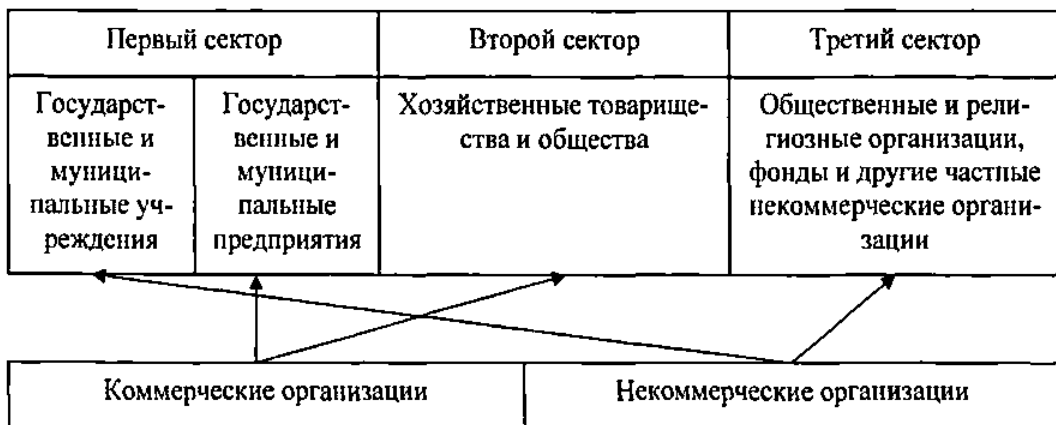 Первый сектор
Второй сектор
Третий сектор
Государст-
венные и
муници-
пальные уч-
реждения
Государст-
венные и
муници-
пальные
предприятия
Хозяйственные товарище-
ства и общества
Общественные и рели-
гиозные организации,
фонды и другие частные
некоммерческие органи-
зации
Коммерческие организации
Некоммерческие организации